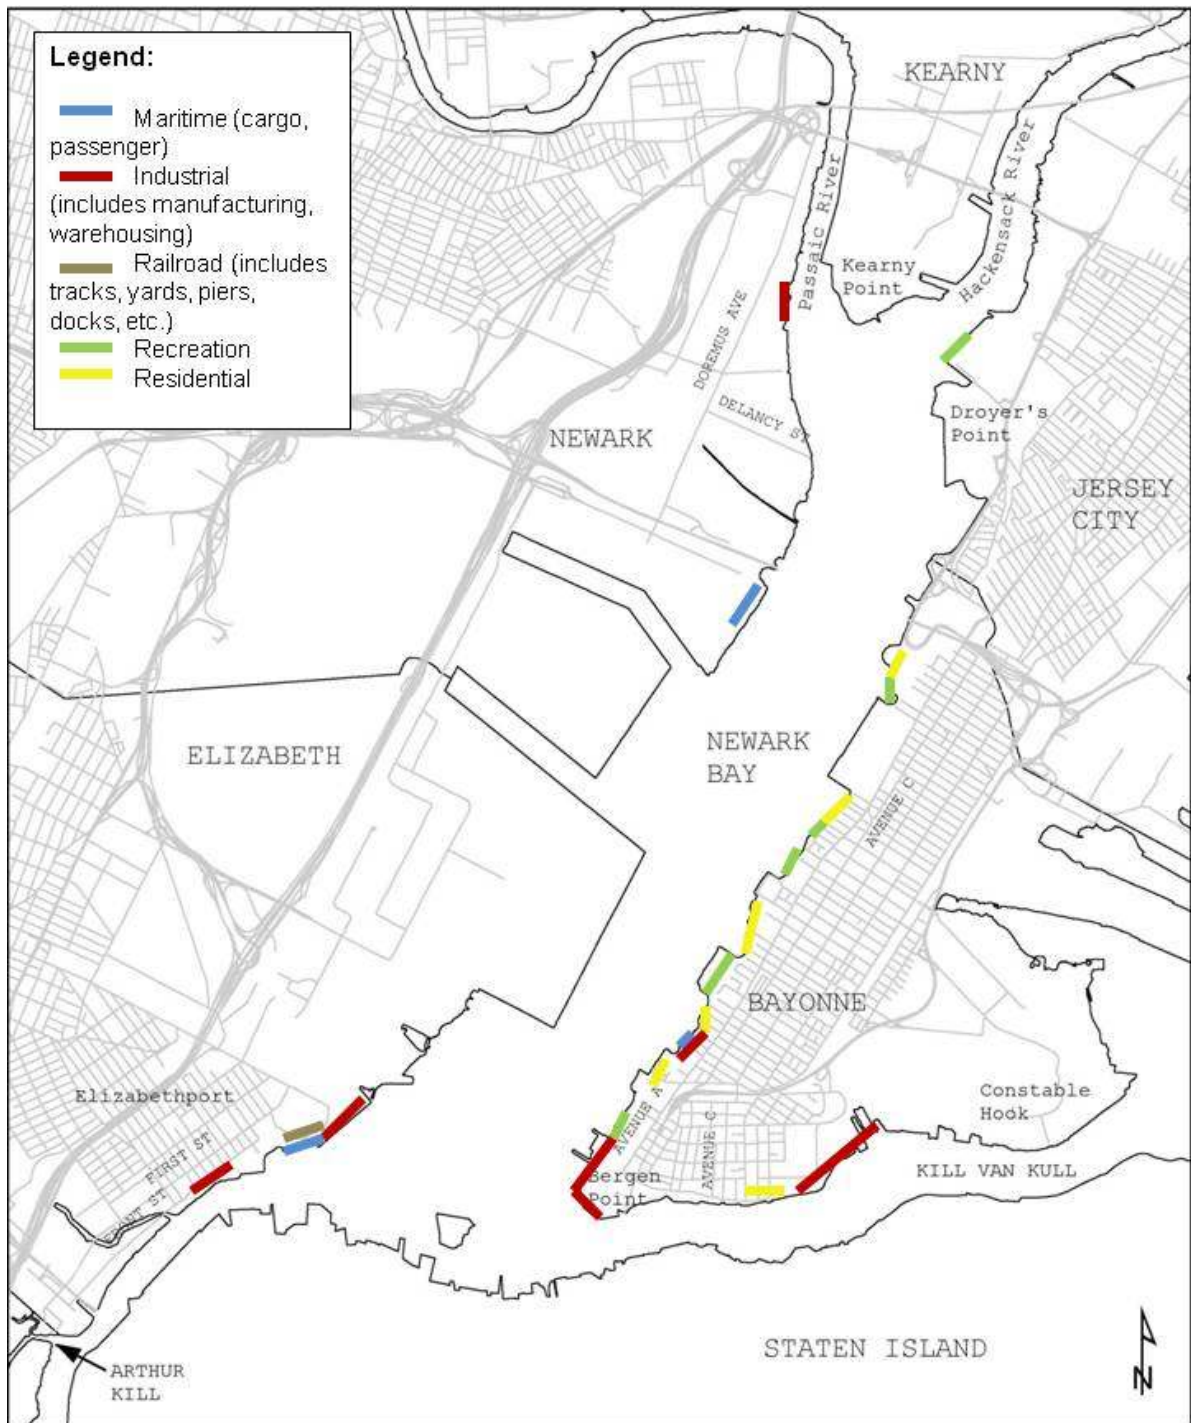 Legend:
Maritime (cargo,
passenger)
Industrial
(includes manufacturing,
warehousing)
Railroad (includes
tracks, yards, piers,
docks, etc.)
Recreation
Residential
KEARNY
Passaic River
Hackensack River
Kearny
Point
DOREMUS AVE
DELANCY ST
NEWARK
Droyer's
Point
JERSEY
CITY
ELIZABETH
NEWARK
BAY
AVENUE C
BAYONNE
Elizabethport
FIRST ST
FRONT ST
AVENUE A
AVENUE C
Bergen
Point
Constable
Hook
KILL VAN KULL
STATEN ISLAND
ARTHUR
KILL
N